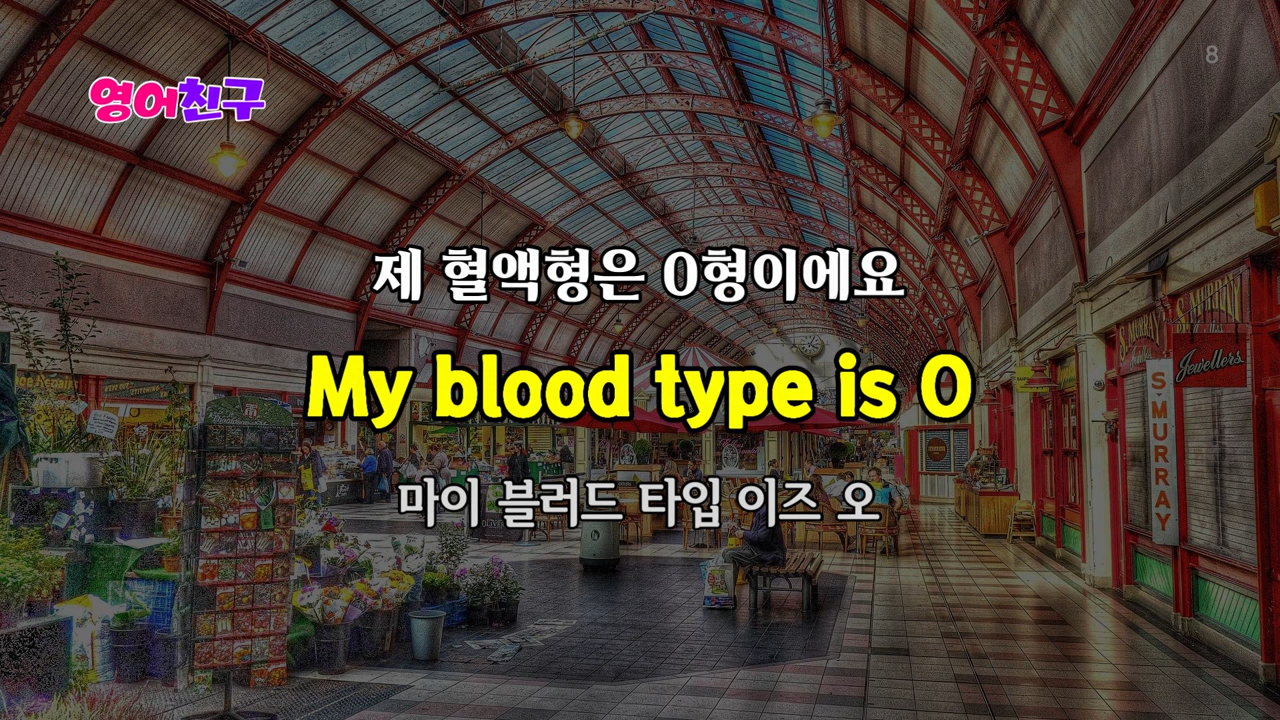 영어친구
8
제 혈액형은 O형이에요
My blood type is O
마이 블러드 타입 이즈 오
S. MURRAY
S. MURRAY
Jewellers
S. MURRAY